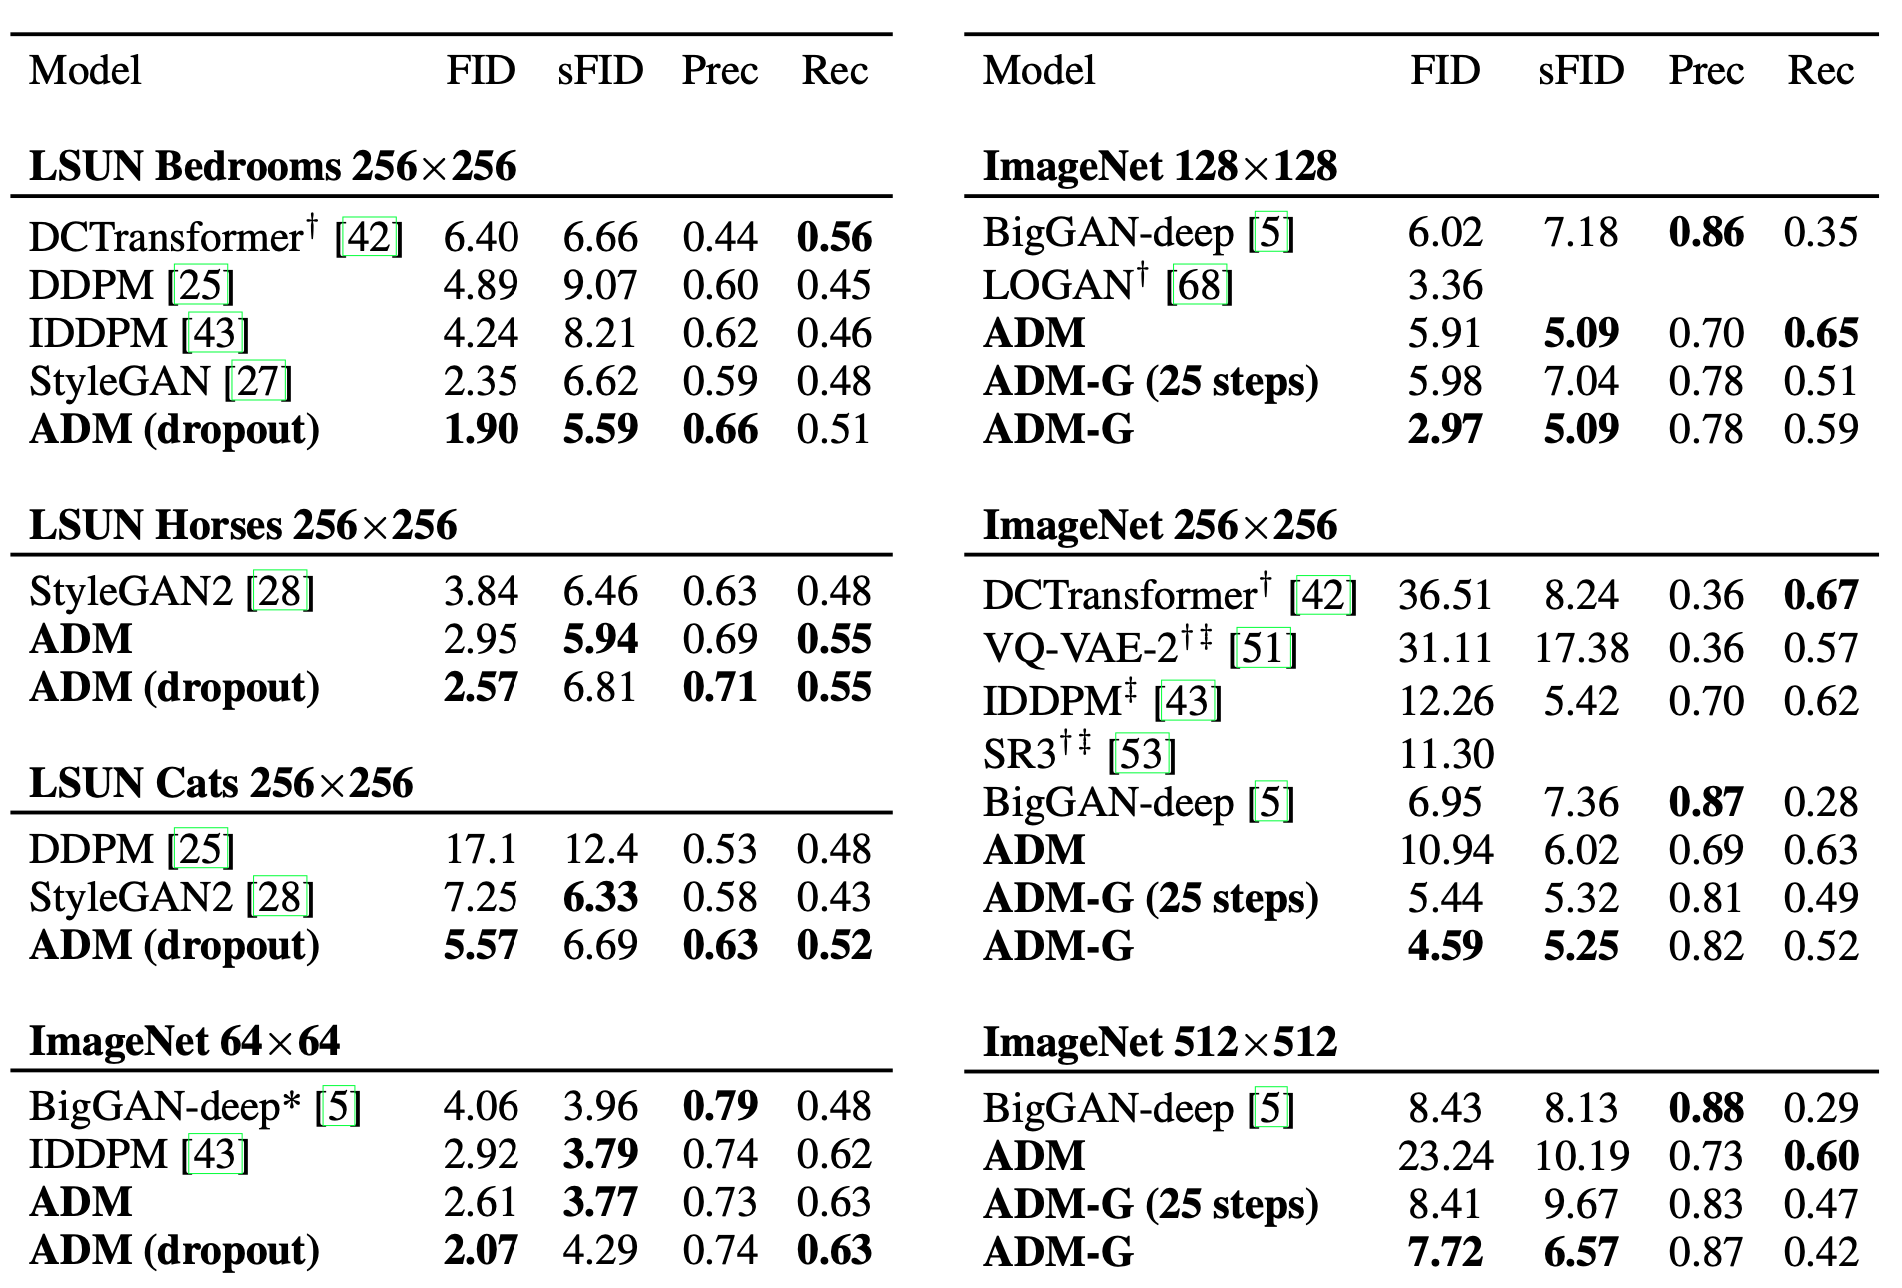 Model FID sFID Prec Rec
LSUN Bedrooms 256×256
DCTransformer† [42] 6.40 6.66 0.44 0.56
DDPM [25] 4.89 9.07 0.60 0.45
IDDPM [43] 4.24 8.21 0.62 0.46
StyleGAN [27] 2.35 6.62 0.59 0.48
ADM (dropout) 1.90 5.59 0.66 0.51
LSUN Horses 256×256
StyleGAN2 [28] 3.84 6.46 0.63 0.48
ADM 2.95 5.94 0.69 0.55
ADM (dropout) 2.57 6.81 0.71 0.55
LSUN Cats 256×256
DDPM [25] 17.1 12.4 0.53 0.48
StyleGAN2 [28] 7.25 6.33 0.58 0.43
ADM (dropout) 5.57 6.69 0.63 0.52
ImageNet 64×64
BigGAN-deep* [5] 4.06 3.96 0.79 0.48
IDDPM [43] 2.92 3.79 0.74 0.62
ADM 2.61 3.77 0.73 0.63
ADM (dropout) 2.07 4.29 0.74 0.63
Model FID sFID Prec Rec
ImageNet 128×128
BigGAN-deep [5] 6.02 7.18 0.86 0.35
LOGAN† [68] 3.36
ADM 5.91 5.09 0.70 0.65
ADM-G (25 steps) 5.98 7.04 0.78 0.51
ADM-G 2.97 5.09 0.78 0.59
ImageNet 256×256
DCTransformer† [42] 36.51 8.24 0.36 0.67
VQ-VAE-2†‡ [51] 31.11 17.38 0.36 0.57
IDDPM‡ [43] 12.26 5.42 0.70 0.62
SR3†‡ [53] 11.30
BigGAN-deep [5] 6.95 7.36 0.87 0.28
ADM 10.94 6.02 0.69 0.63
ADM-G (25 steps) 5.44 5.32 0.81 0.49
ADM-G 4.59 5.25 0.82 0.52
ImageNet 512×512
BigGAN-deep [5] 8.43 8.13 0.88 0.29
ADM 23.24 10.19 0.73 0.60
ADM-G (25 steps) 8.41 9.67 0.83 0.47
ADM-G 7.72 6.57 0.87 0.42